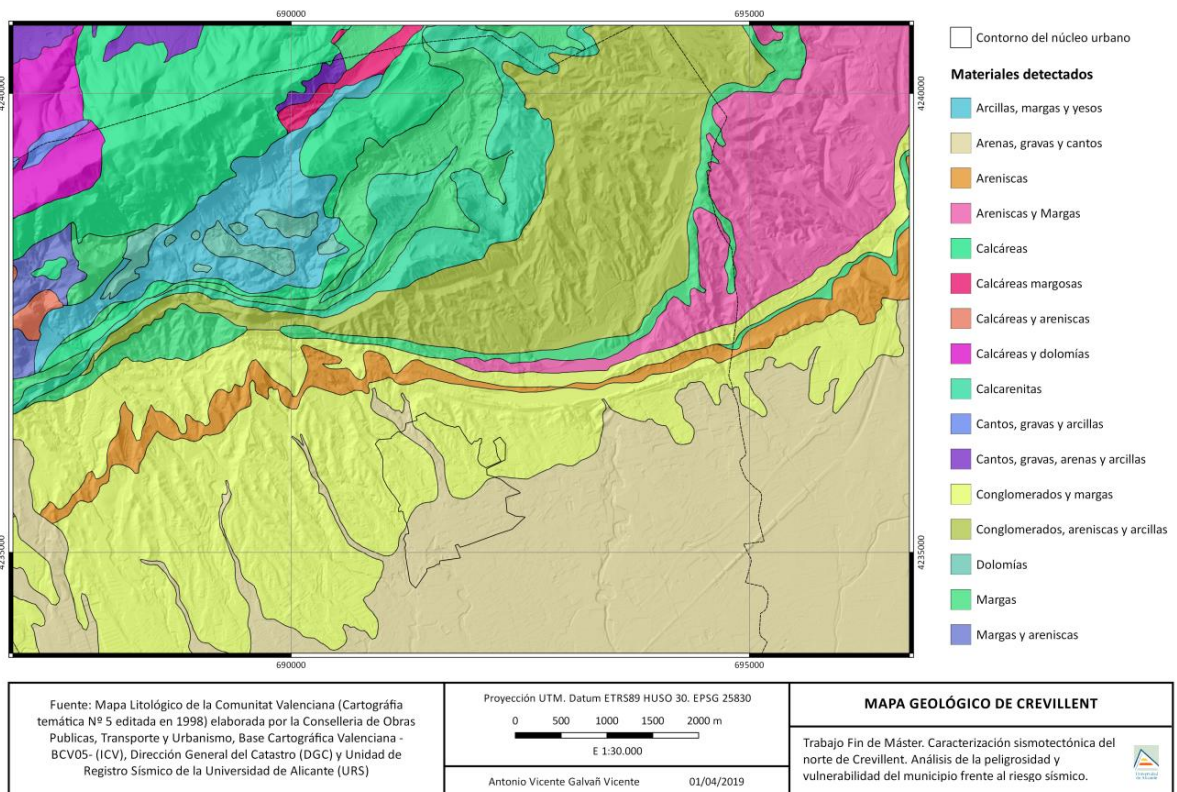 690000
695000
4240000
4240000
4235000
4235000
690000
695000
Contorno del núcleo urbano
Materiales detectados
Arcillas, margas y yesos
Arenas, gravas y cantos
Areniscas
Areniscas y Margas
Calcáreas
Calcáreas margosas
Calcáreas y areniscas
Calcáreas y dolomías
Calcarenitas
Cantos, gravas y arcillas
Cantos, gravas, arenas y arcillas
Conglomerados y margas
Conglomerados, areniscas y arcillas
Dolomías
Margas
Margas y areniscas
Fuente: Mapa Litológico de la Comunitat Valenciana (Cartografía
temática Nº 5 editada en 1998) elaborada por la Conselleria de Obras
Publicas, Transporte y Urbanismo, Base Cartográfica Valenciana -
BCV05- (ICV), Dirección General del Catastro (DGC) y Unidad de
Registro Sísmico de la Universidad de Alicante (URS)
Proyección UTM. Datum ETRS89 HUSO 30. EPSG 25830
0 500 1000 1500 2000 m
E 1:30.000
Antonio Vicente Galvañ Vicente 01/04/2019
MAPA GEOLÓGICO DE CREVILLENT
Trabajo Fin de Máster. Caracterización sismotectónica del
norte de Crevillent. Análisis de la peligrosidad y
vulnerabilidad del municipio frente al riesgo sísmico.